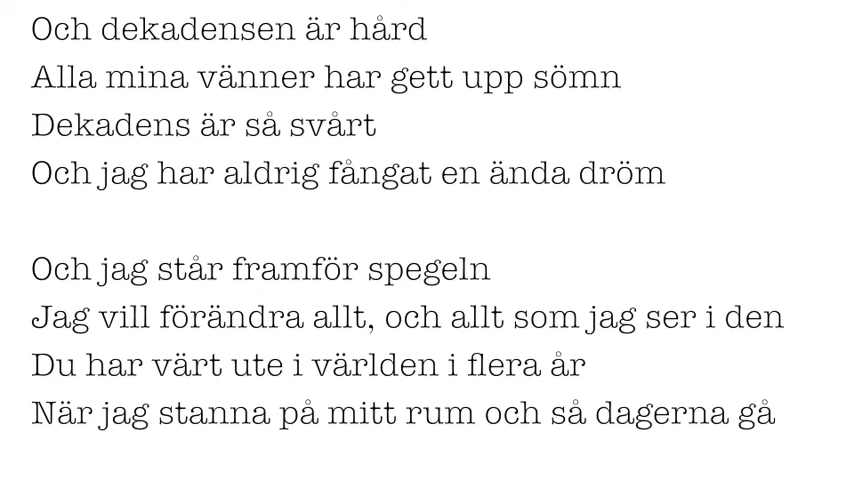 Och dekadensen är hård
Alla mina vänner har gett upp sömn
Dekadens är så svårt
Och jag har aldrig fångat en ända dröm
Och jag står framför spegeln
Jag vill förändra allt, och allt som jag ser i den
Du har värt ute i världen i flera år
När jag stanna på mitt rum och så dagerna gå